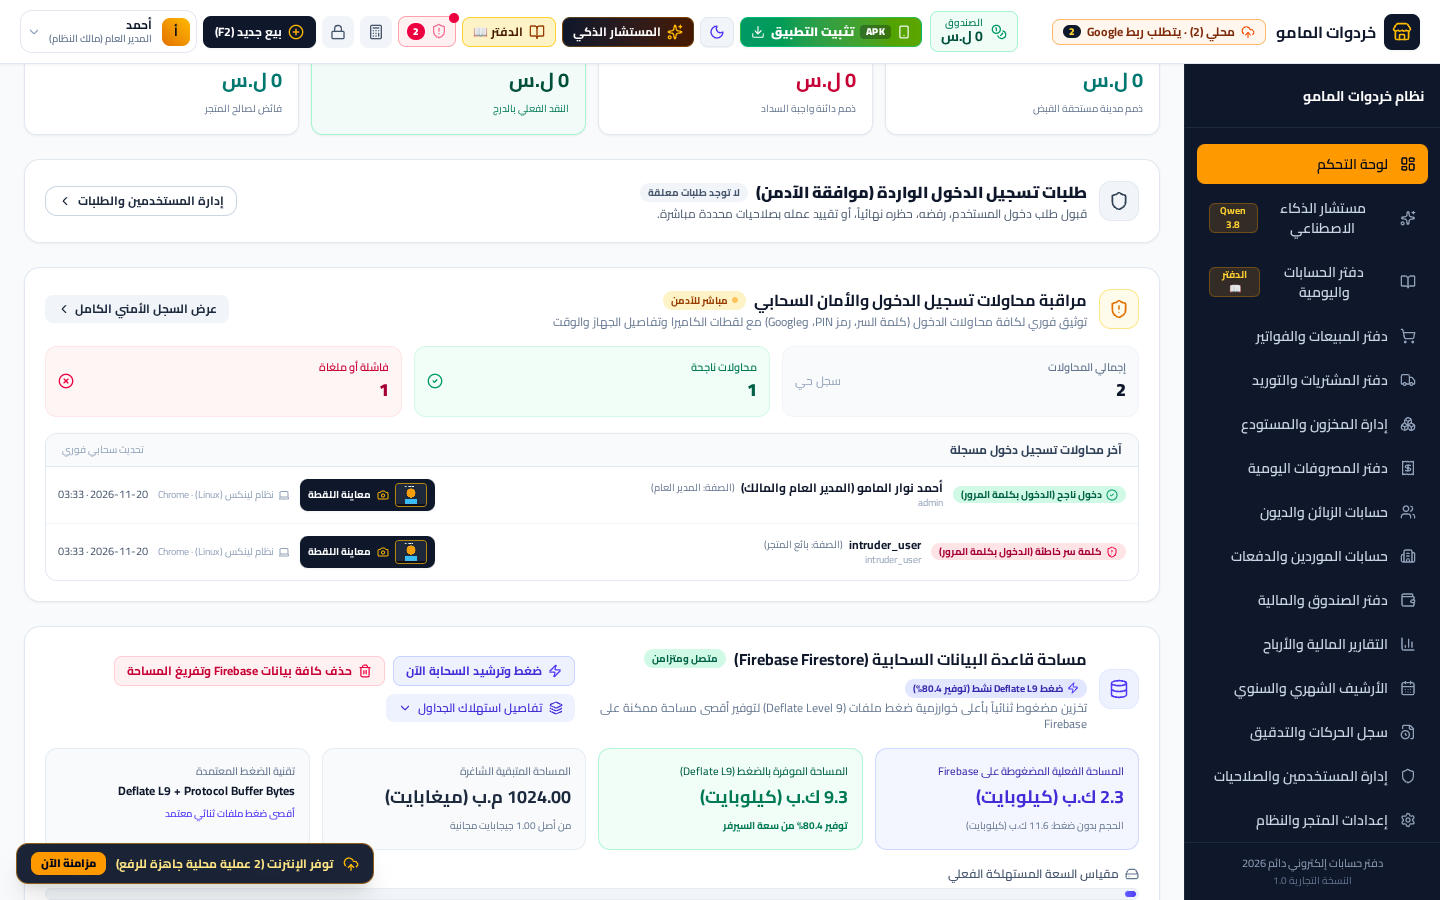 خردوات المامو
محلي (2) · يتطلب ربط Google 2
الصندوق
0 ل.س
تثبيت التطبيق APK
المستشار الذكي
الدفتر 📖
2
بيع جديد (F2)
أ
أحمد
المدير العام (مالك النظام)
نظام خردوات المامو
لوحة التحكم
مستشار الذكاء الاصطناعي
Qwen 3.8
دفتر الحسابات واليومية
الدفتر 📖
دفتر المبيعات والفواتير
دفتر المشتريات والتوريد
إدارة المخزون والمستودع
دفتر المصروفات اليومية
حسابات الزبائن والديون
حسابات الموردين والدفعات
دفتر الصندوق والمالية
التقارير المالية والأرباح
الأرشيف الشهري والسنوي
سجل الحركات والتدقيق
إدارة المستخدمين والصلاحيات
إعدادات المتجر والنظام
دفتر حسابات إلكتروني دائم 2026
النسخة التجارية 1.0
0 ل.س
ذمم مدينة مستحقة القبض
0 ل.س
ذمم دائنة واجبة السداد
0 ل.س
النقد الفعلي بالدرج
0 ل.س
فائض لصالح المتجر
طلبات تسجيل الدخول الواردة (موافقة الآدمن) لا توجد طلبات معلقة
قبول طلب دخول المستخدم، رفضه، حظره نهائياً، أو تقييد عمله بصلاحيات محددة مباشرة.
إدارة المستخدمين والطلبات
مراقبة محاولات تسجيل الدخول والأمان السحابي مباشر للآدمن
توثيق فوري لكافة محاولات الدخول (كلمة السر، رمز PIN، وGoogle) مع لقطات الكاميرا وتفاصيل الجهاز والوقت
عرض السجل الأمني الكامل
إجمالي المحاولات
2
سجل حي
محاولات ناجحة
1
فاشلة أو ملغاة
1
آخر محاولات تسجيل دخول مسجلة
تحديث سحابي فوري
دخول ناجح (الدخول بكلمة المرور)
أحمد نوار المامو (المدير العام والمالك) (الصفة: المدير العام)
admin
معاينة اللقطة
نظام لينكس (Linux) · Chrome
2026-11-20 · 03:33
كلمة سر خاطئة (الدخول بكلمة المرور)
intruder_user (الصفة: بائع المتجر)
intruder_user
معاينة اللقطة
نظام لينكس (Linux) · Chrome
2026-11-20 · 03:33
مساحة قاعدة البيانات السحابية (Firebase Firestore) متصل ومتزامن
ضغط Deflate L9 نشط (توفير 80.4%)
تخزين مضغوط ثنائياً بأعلى خوارزمية ضغط ملفات (Deflate Level 9) لتوفير أقصى مساحة ممكنة على
Firebase
ضغط وترشيد السحابة الآن
حذف كافة بيانات Firebase وتفريغ المساحة
تفاصيل استهلاك الجداول
المساحة الفعلية المضغوطة على Firebase
2.3 ك.ب (كيلوبايت)
الحجم بدون ضغط: 11.6 ك.ب (كيلوبايت)
المساحة الموفرة بالضغط (Deflate L9)
9.3 ك.ب (كيلوبايت)
توفير 80.4% من سعة السيرفر
المساحة المتبقية الشاغرة
1024.00 م.ب (ميغابايت)
من أصل 1.00 جيجابايت مجانية
تقنية الضغط المعتمدة
Deflate L9 + Protocol Buffer Bytes
أقصى ضغط ملفات ثنائي معتمد
مقياس السعة المستهلكة الفعلي
توفر الإنترنت (2 عملية محلية جاهزة للرفع)
مزامنة الآن